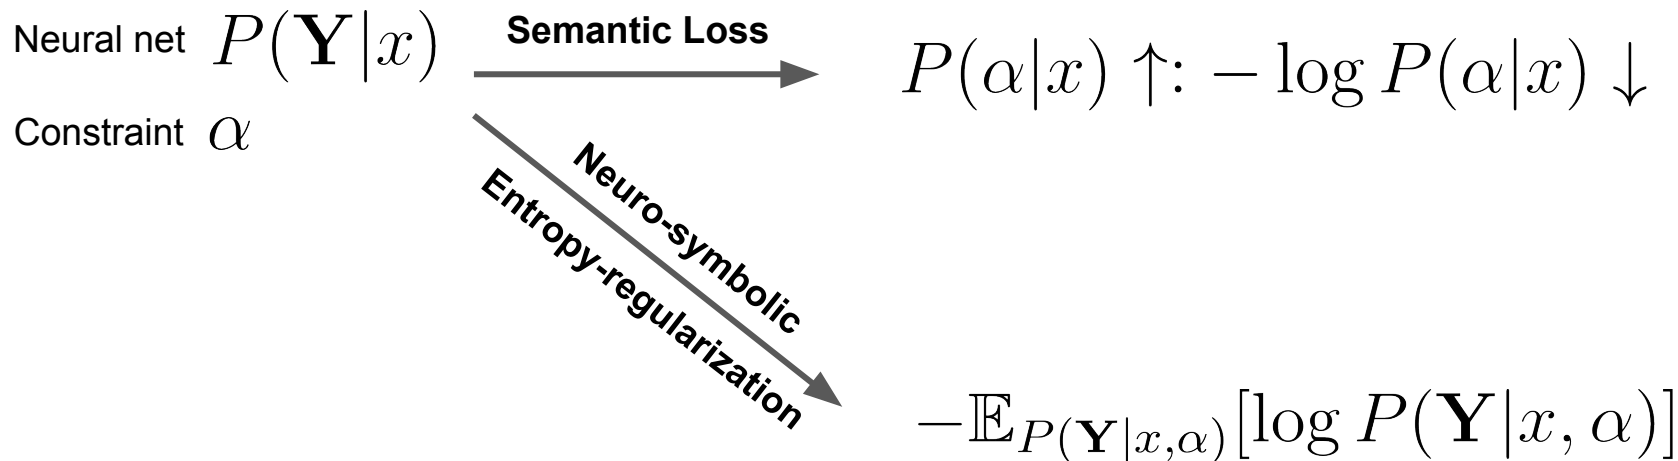 Neural net P(Y|x)
Semantic Loss
P(α|x) ↑: − log P(α|x) ↓
Constraint α
Neuro-symbolic
Entropy-regularization
−𝔼_{P(Y|x,α)}[log P(Y|x, α)]